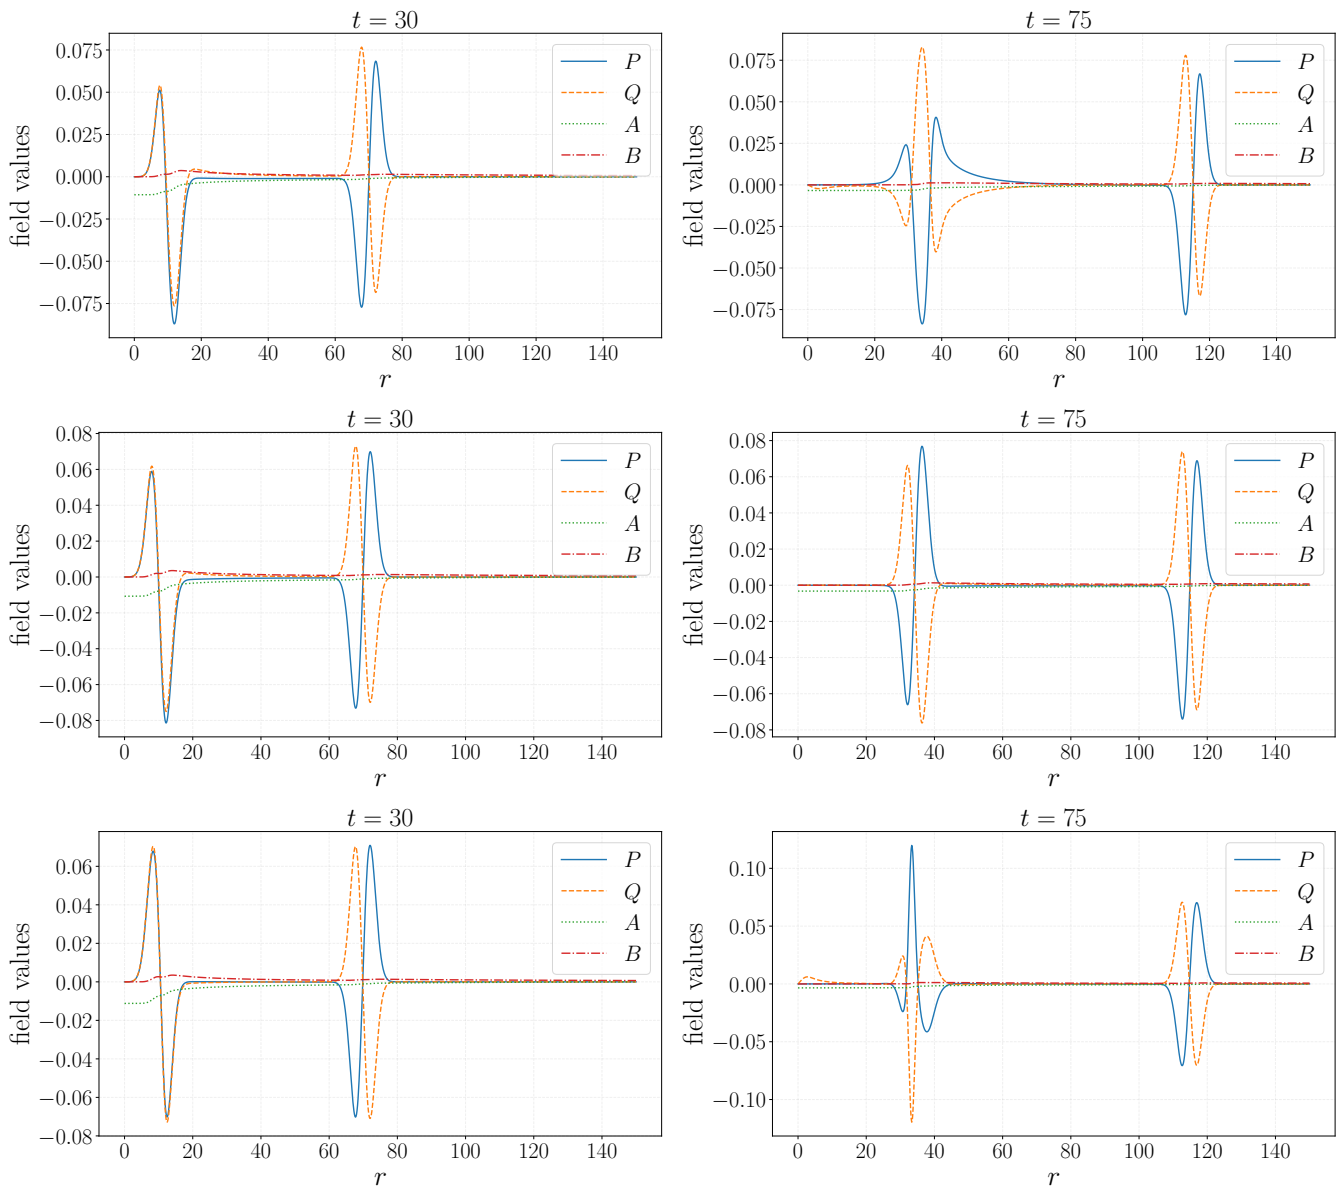 t = 30
0.075
0.050
0.025
0.000
−0.025
−0.050
−0.075
field values
0 20 40 60 80 100 120 140
r
P
Q
A
B
t = 75
0.075
0.050
0.025
0.000
−0.025
−0.050
−0.075
field values
0 20 40 60 80 100 120 140
r
P
Q
A
B
t = 30
0.08
0.06
0.04
0.02
0.00
−0.02
−0.04
−0.06
−0.08
field values
0 20 40 60 80 100 120 140
r
P
Q
A
B
t = 75
0.08
0.06
0.04
0.02
0.00
−0.02
−0.04
−0.06
−0.08
field values
0 20 40 60 80 100 120 140
r
P
Q
A
B
t = 30
0.06
0.04
0.02
0.00
−0.02
−0.04
−0.06
−0.08
field values
0 20 40 60 80 100 120 140
r
P
Q
A
B
t = 75
0.10
0.05
0.00
−0.05
−0.10
field values
0 20 40 60 80 100 120 140
r
P
Q
A
B